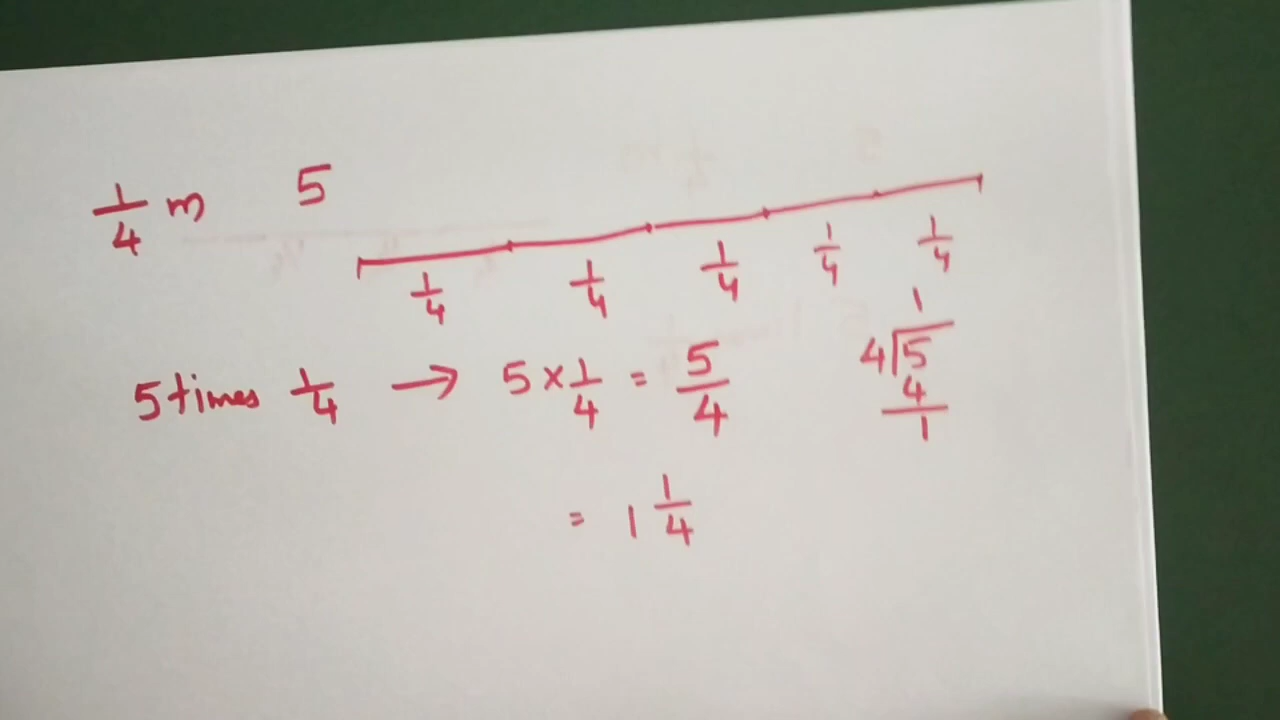 1/4 m 5
1/4 1/4 1/4 1/4 1/4
5 times 1/4 → 5 × 1/4 = 5/4
1
4)5
4
1
= 1 1/4